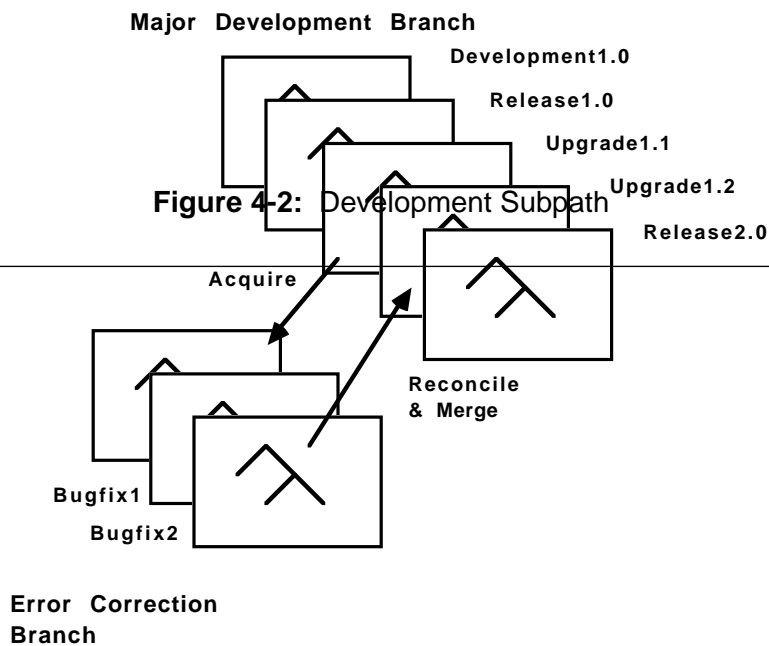 Major Development Branch
Development1.0
Release1.0
Upgrade1.1
Upgrade1.2
Figure 4-2: Development Subpath
Release2.0
Acquire
Reconcile
& Merge
Bugfix1
Bugfix2
Error Correction
Branch